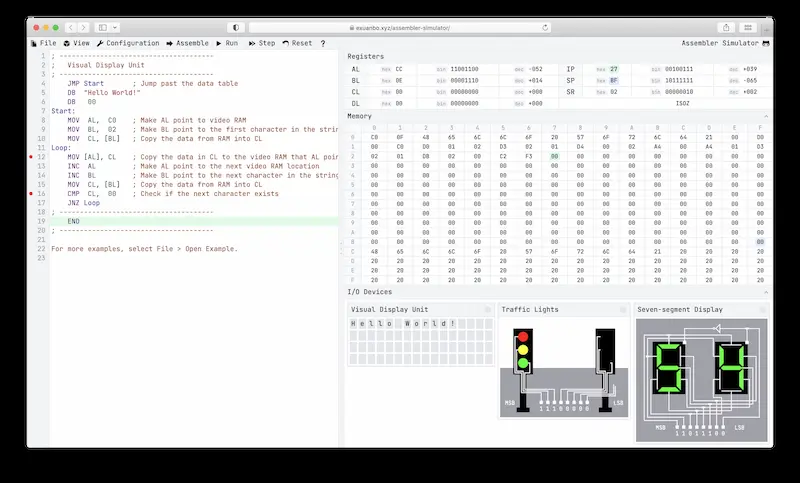 exuanbo.xyz/assembler-simulator/
File View Configuration Assemble Run Step Reset ? Assembler Simulator
1 ; ---------------------------------------
2 ; Visual Display Unit
3 ; ---------------------------------------
4 JMP Start ; Jump past the data table
5 DB "Hello World!"
6 DB 00
7 Start:
8 MOV AL, C0 ; Make AL point to video RAM
9 MOV BL, 02 ; Make BL point to the first character in the strin
10 MOV CL, [BL] ; Copy the data from RAM into CL
11 Loop:
12 MOV [AL], CL ; Copy the data in CL to the video RAM that AL poin
13 INC AL ; Make AL point to the next video RAM location
14 INC BL ; Make BL point to the next character in the string
15 MOV CL, [BL] ; Copy the data from RAM into CL
16 CMP CL, 00 ; Check if the next character exists
17 JNZ Loop
18 ; ---------------------------------------
19 END
20 ; ---------------------------------------
21
22 For more examples, select File > Open Example.
23
Registers
AL hex CC bin 11001100 dec -052 IP hex 27 bin 00100111 dec +039
BL hex 0E bin 00001110 dec +014 SP hex BF bin 10111111 dec -065
CL hex 00 bin 00000000 dec +000 SR hex 02 bin 00000010 dec +002
DL hex 00 bin 00000000 dec +000 ISOZ
Memory
0 1 2 3 4 5 6 7 8 9 A B C D E F
0 C0 0F 48 65 6C 6C 6F 20 57 6F 72 6C 64 21 00 D0
1 00 C0 D0 01 02 D3 02 01 D4 00 02 A4 00 A4 01 D3
2 02 01 DB 02 00 C2 F3 00 00 00 00 00 00 00 00 00
3 00 00 00 00 00 00 00 00 00 00 00 00 00 00 00 00
4 00 00 00 00 00 00 00 00 00 00 00 00 00 00 00 00
5 00 00 00 00 00 00 00 00 00 00 00 00 00 00 00 00
6 00 00 00 00 00 00 00 00 00 00 00 00 00 00 00 00
7 00 00 00 00 00 00 00 00 00 00 00 00 00 00 00 00
8 00 00 00 00 00 00 00 00 00 00 00 00 00 00 00 00
9 00 00 00 00 00 00 00 00 00 00 00 00 00 00 00 00
A 00 00 00 00 00 00 00 00 00 00 00 00 00 00 00 00
B 00 00 00 00 00 00 00 00 00 00 00 00 00 00 00 00
C 48 65 6C 6C 6F 20 57 6F 72 6C 64 21 20 20 20 20
D 20 20 20 20 20 20 20 20 20 20 20 20 20 20 20 20
E 20 20 20 20 20 20 20 20 20 20 20 20 20 20 20 20
F 20 20 20 20 20 20 20 20 20 20 20 20 20 20 20 20
I/O Devices
Visual Display Unit
Hello World!
Traffic Lights
MSB LSB
1 1 1 0 0 0 0 0
Seven-segment Display
5 4
MSB LSB
1 1 0 1 1 1 0 0